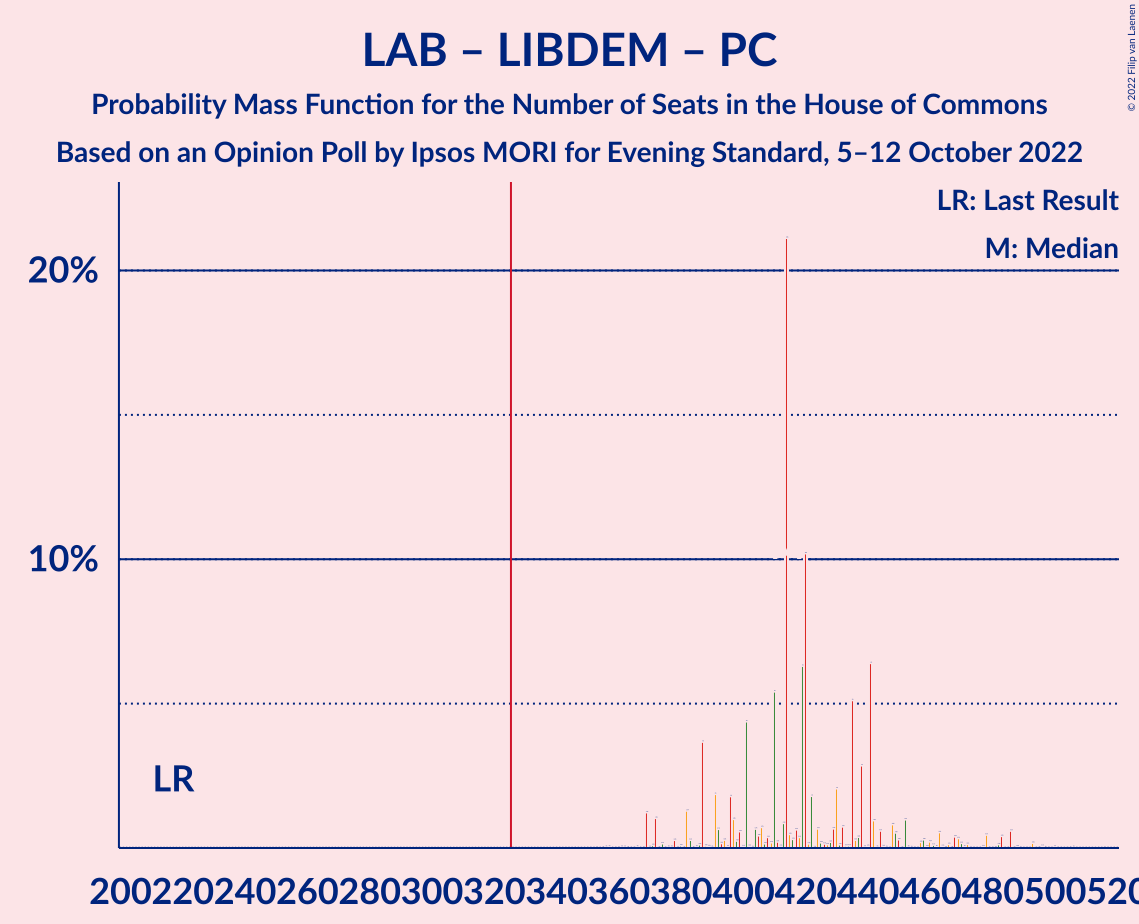 LAB – LIBDEM – PC
Probability Mass Function for the Number of Seats in the House of Commons
Based on an Opinion Poll by Ipsos MORI for Evening Standard, 5–12 October 2022
© 2022 Filip van Laenen
LR: Last Result
M: Median
20%
10%
LR
200220240260280300320340360380400420440460480500520